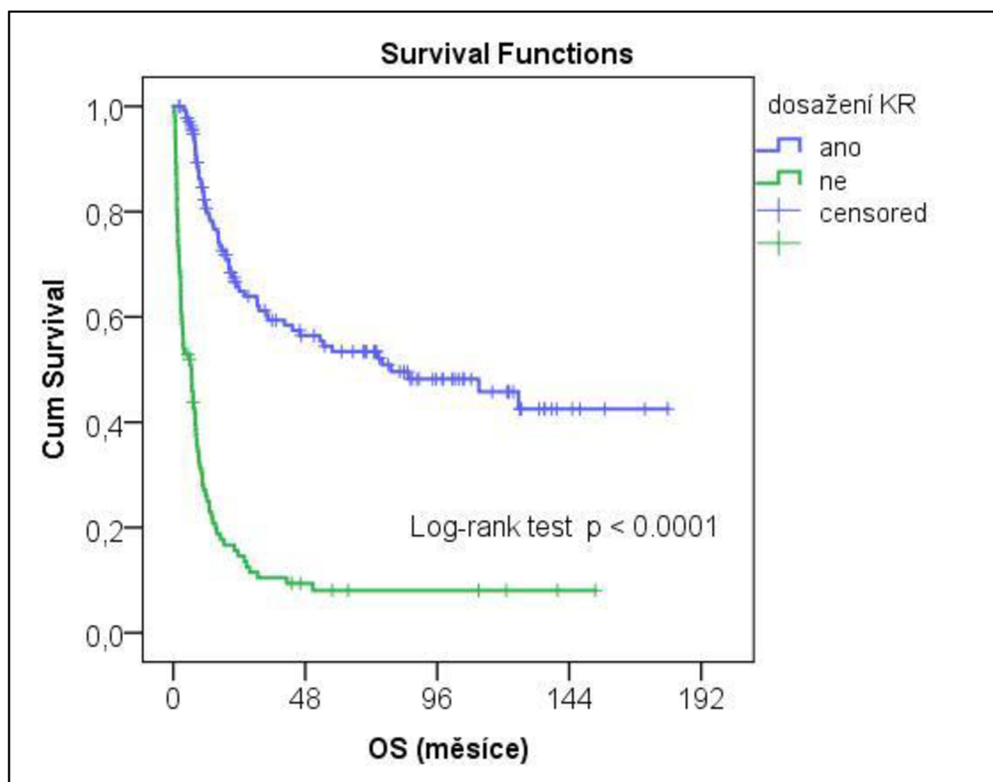 Survival Functions
dosažení KR
ano
ne
censored
Cum Survival
1,0
0,8
0,6
0,4
0,2
0,0
Log-rank test p < 0.0001
0 48 96 144 192
OS (měsíce)